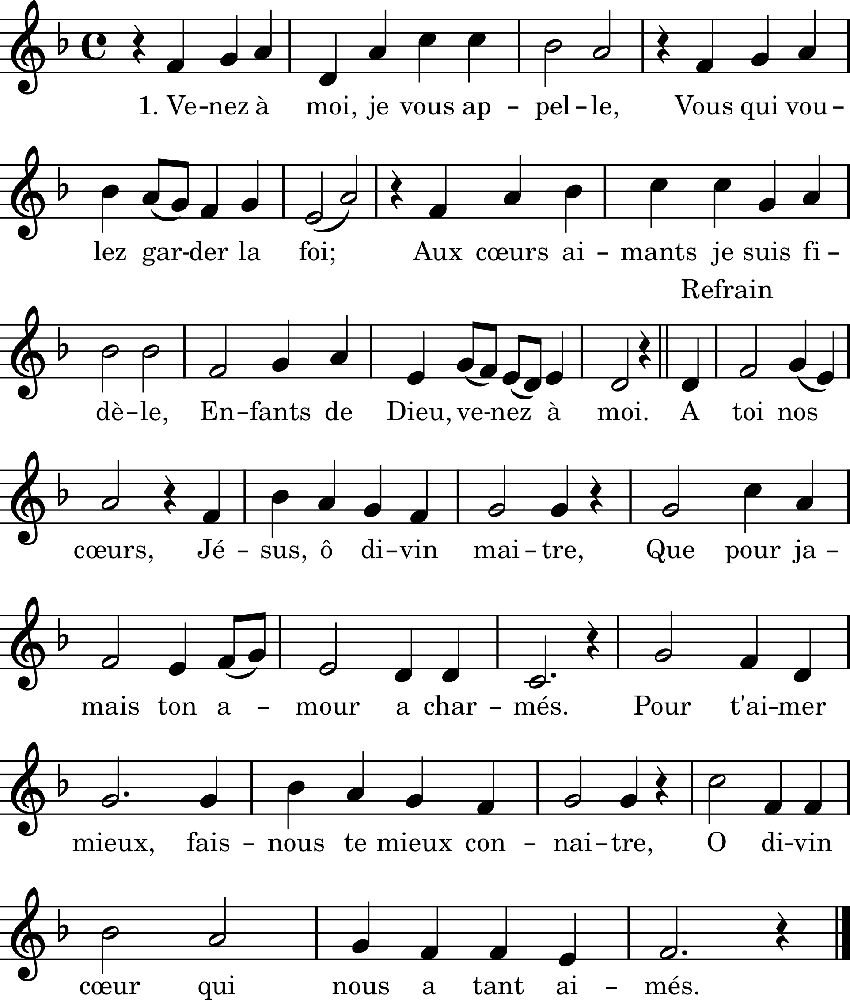 1. Ve - nez à moi, je vous ap - pel - le, Vous qui vou -
lez gar - der la foi; Aux cœurs ai - mants je suis fi -
Refrain
dè - le, En - fants de Dieu, ve - nez à moi. A toi nos
cœurs, Jé - sus, ô di - vin mai - tre, Que pour ja -
mais ton a - mour a char - més. Pour t'ai - mer
mieux, fais - nous te mieux con - nai - tre, O di - vin
cœur qui nous a tant ai - més.